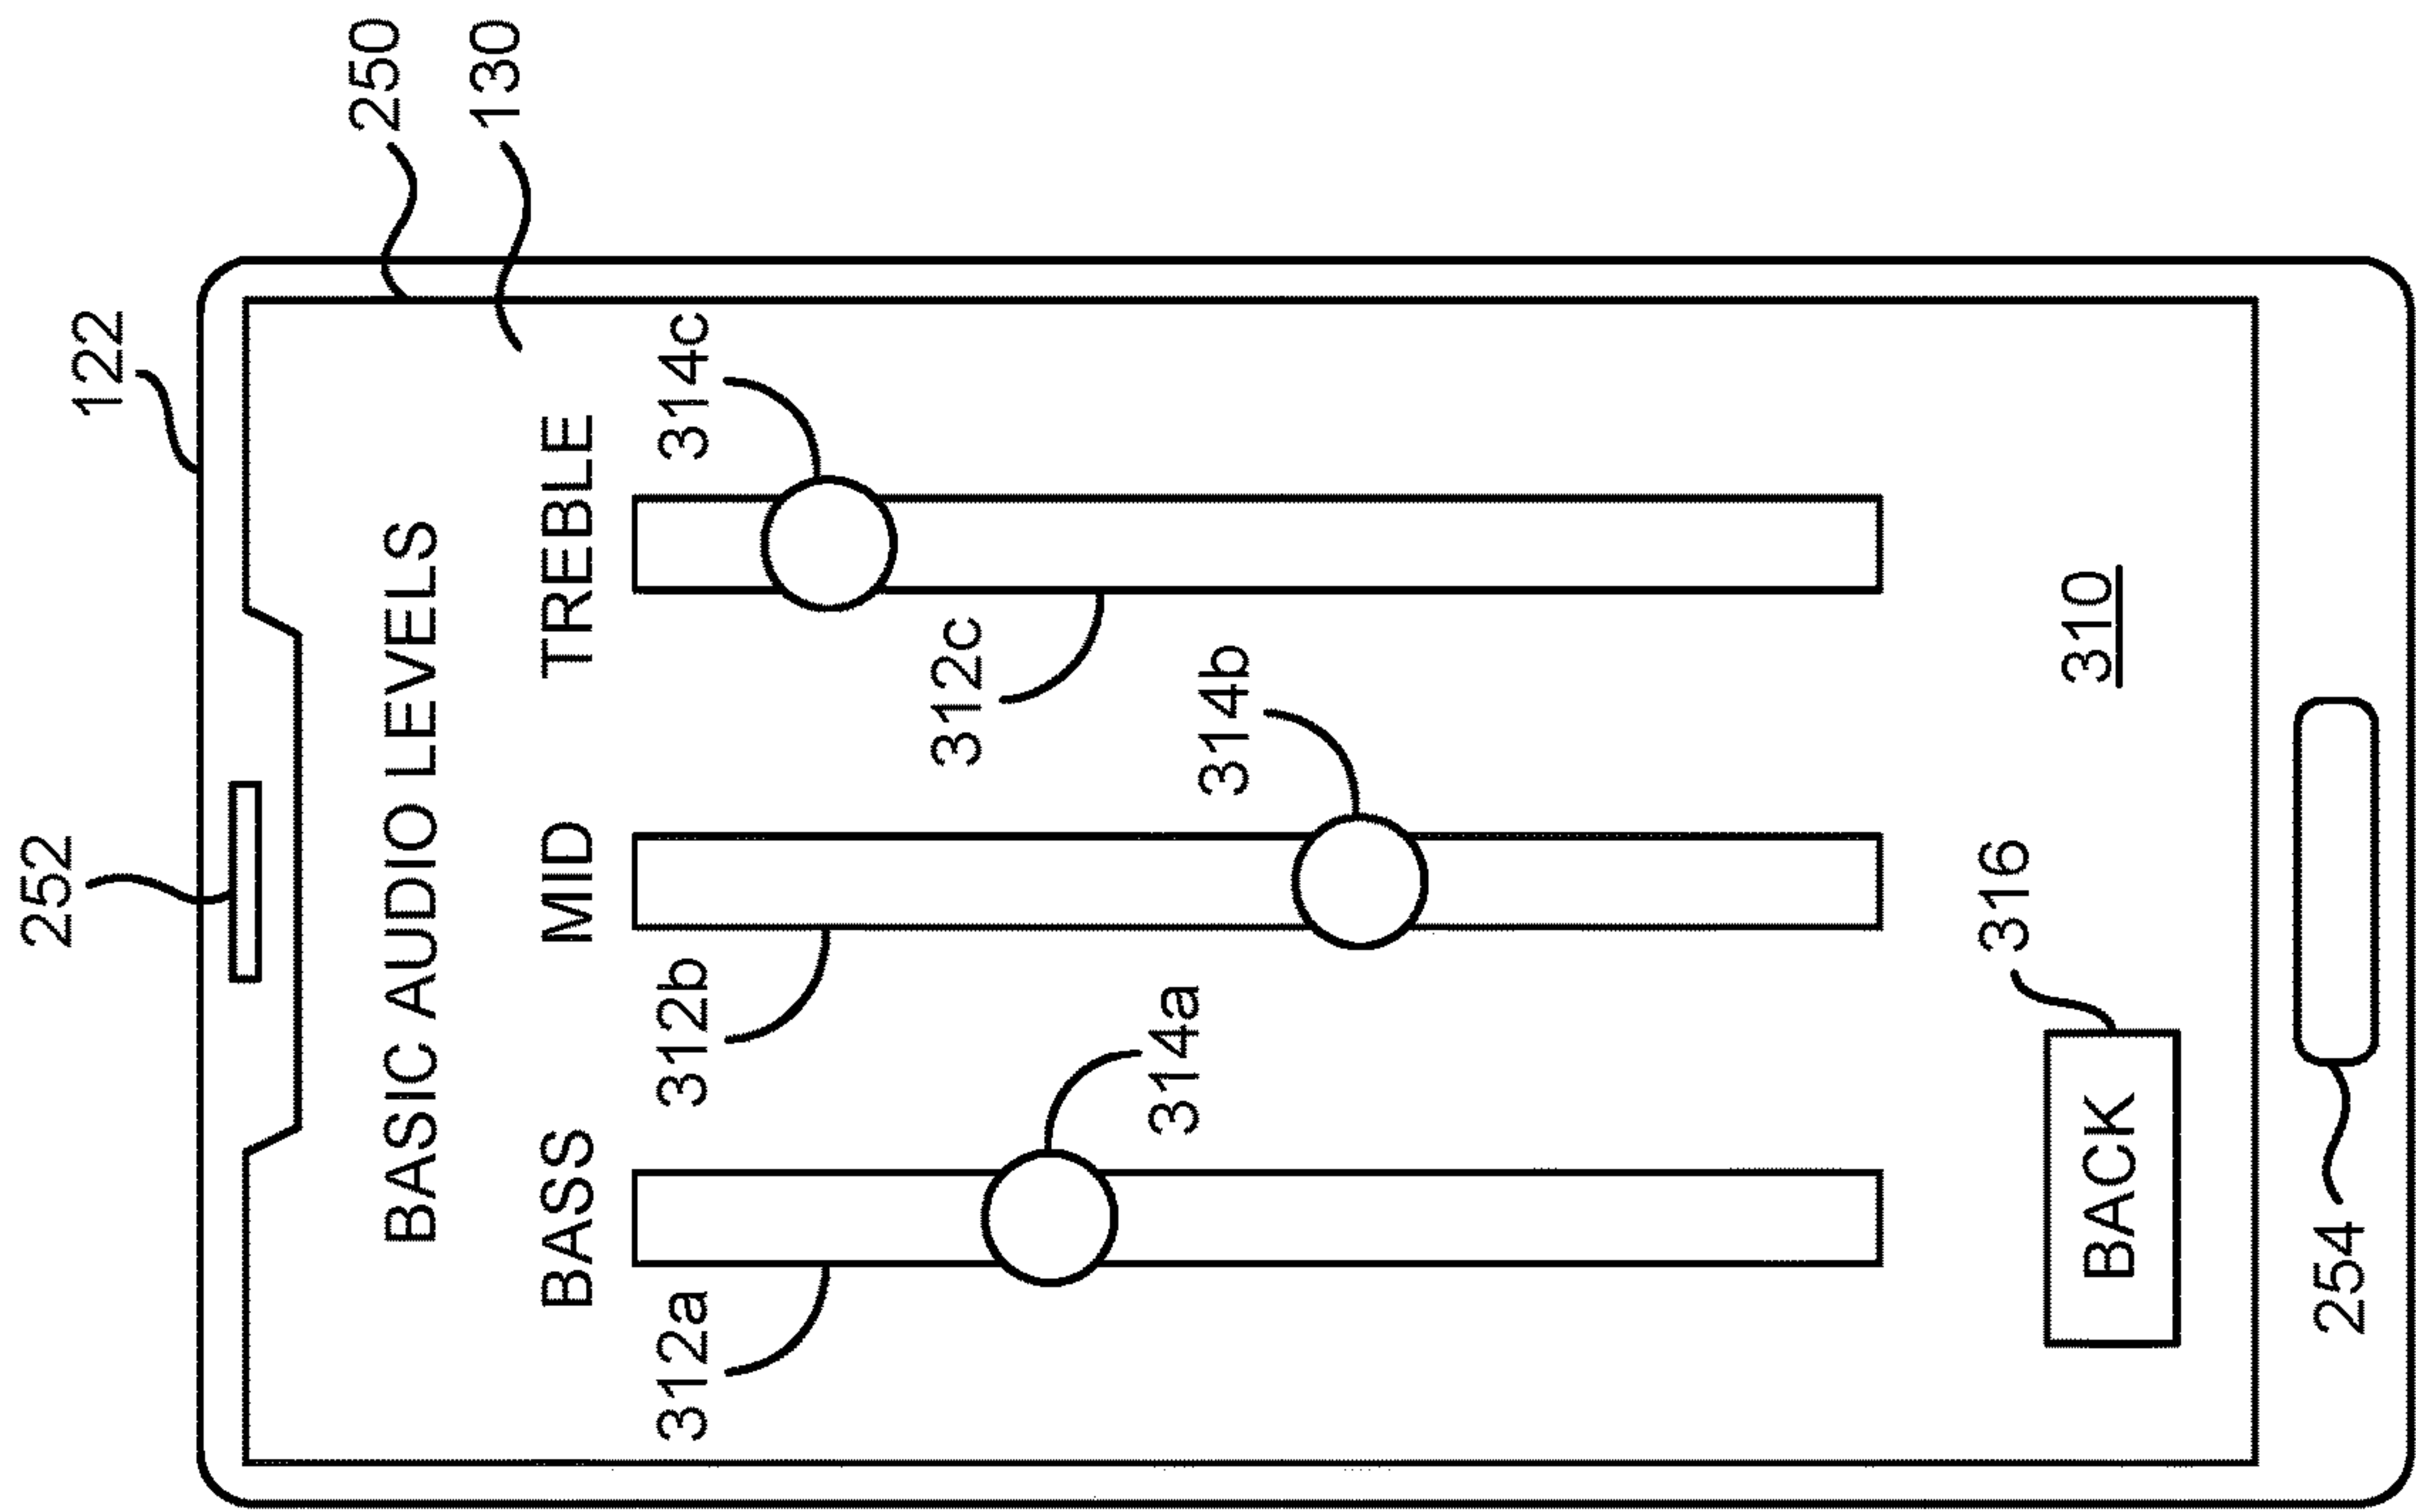 252
122
250
130
BASIC AUDIO LEVELS
BASS
MID
TREBLE
312a
312b
314c
312c
314a
314b
316
BACK
310
254